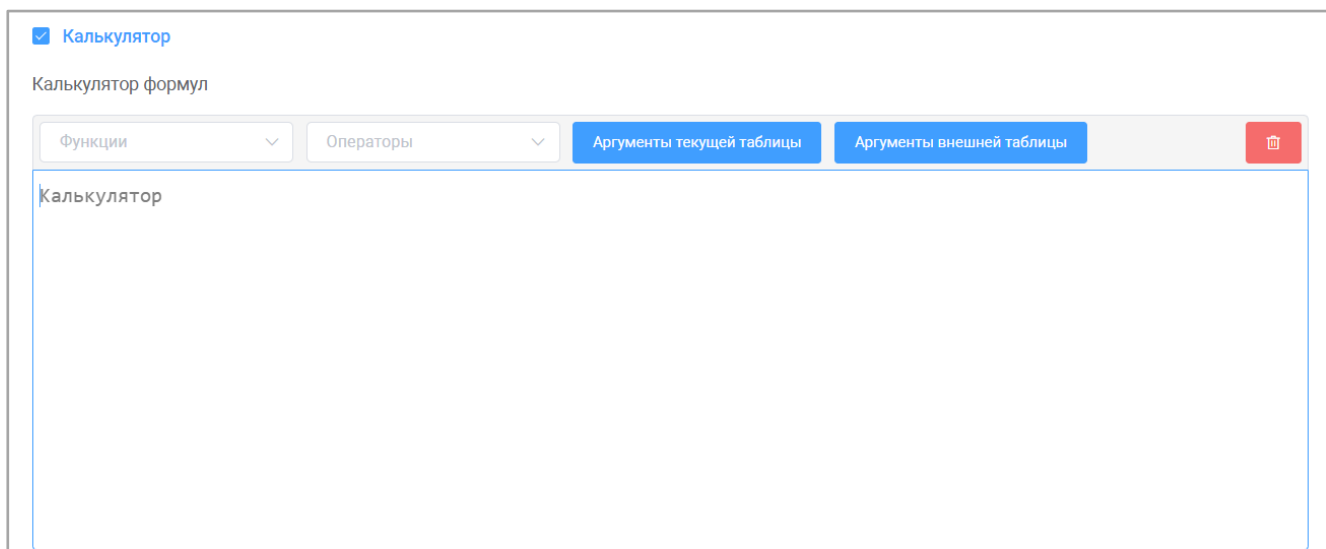 Калькулятор
Калькулятор формул
Функции Операторы Аргументы текущей таблицы Аргументы внешней таблицы
Калькулятор